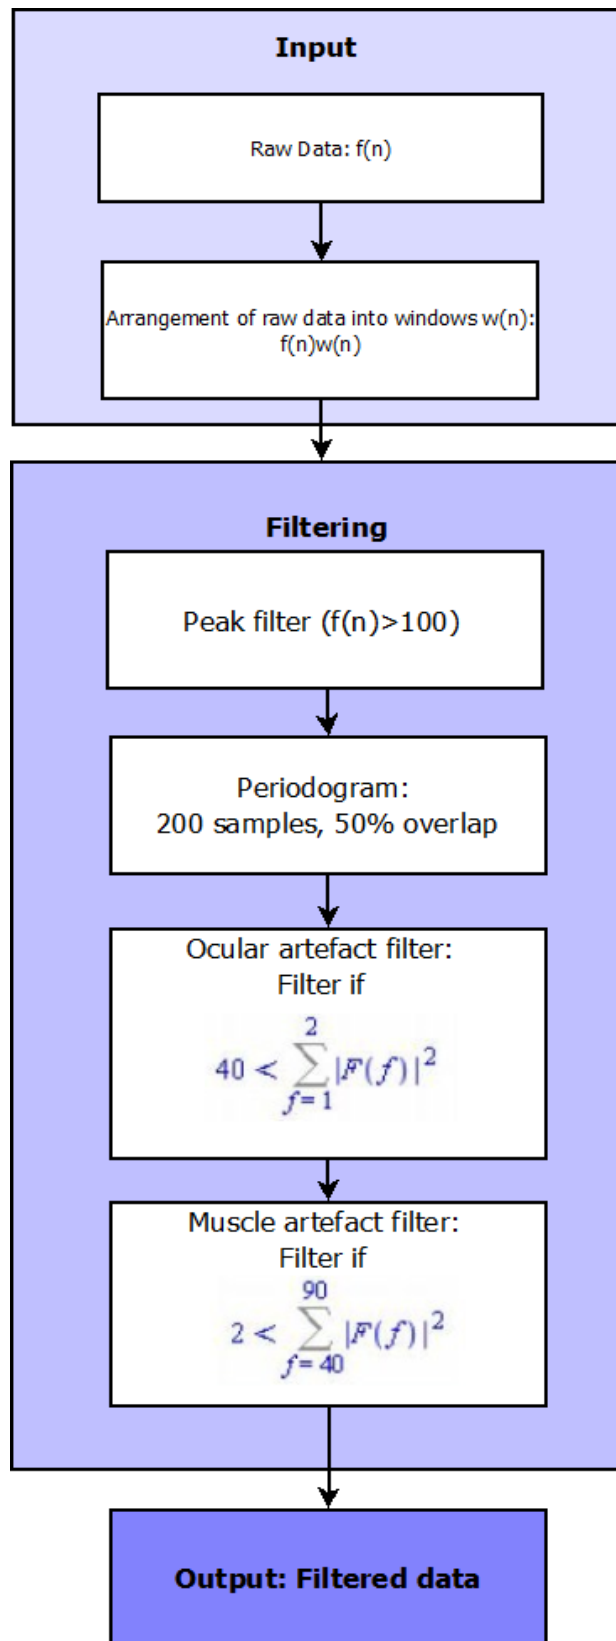 Input
Raw Data: f(n)
Arrangement of raw data into windows w(n):
f(n)w(n)
Filtering
Peak filter (f(n)>100)
Periodogram:
200 samples, 50% overlap
Ocular artefact filter:
Filter if
2
40 < ∑ |F(f)|²
f=1
Muscle artefact filter:
Filter if
90
2 < ∑ |F(f)|²
f=40
Output: Filtered data